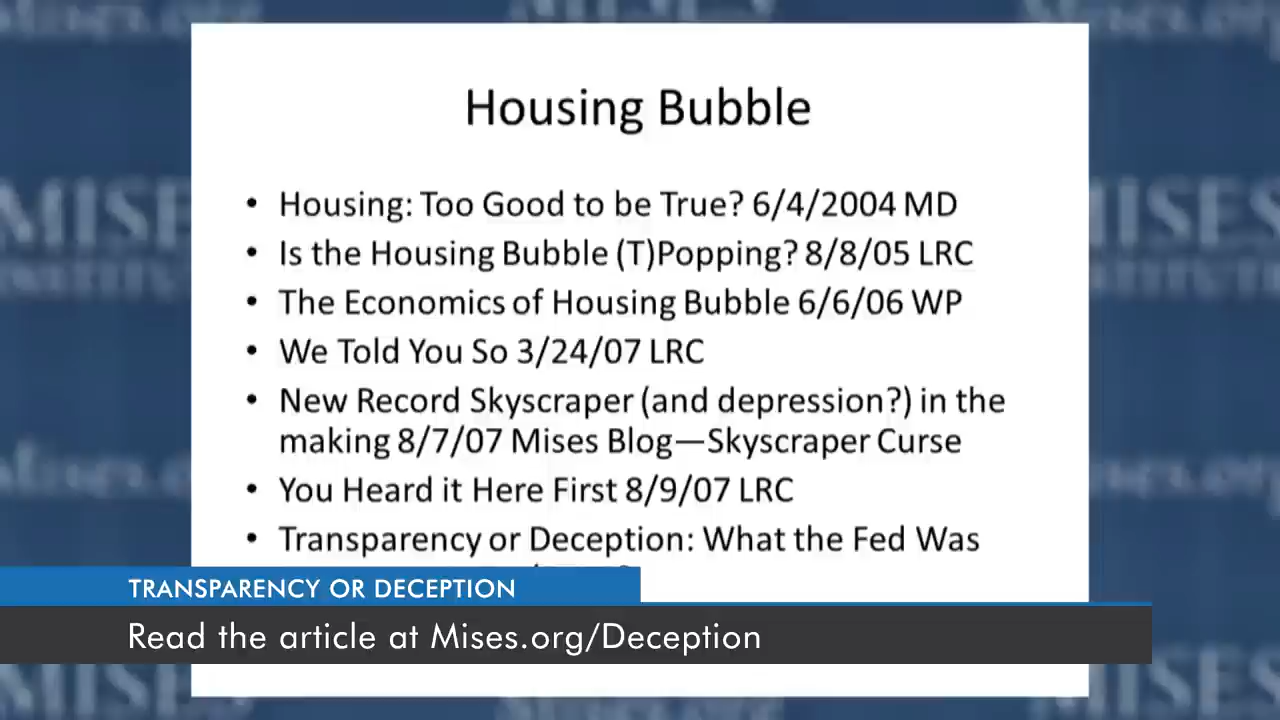 Housing Bubble
• Housing: Too Good to be True? 6/4/2004 MD
• Is the Housing Bubble (T)Popping? 8/8/05 LRC
• The Economics of Housing Bubble 6/6/06 WP
• We Told You So 3/24/07 LRC
• New Record Skyscraper (and depression?) in the
making 8/7/07 Mises Blog—Skyscraper Curse
• You Heard it Here First 8/9/07 LRC
• Transparency or Deception: What the Fed Was
TRANSPARENCY OR DECEPTION
Read the article at Mises.org/Deception